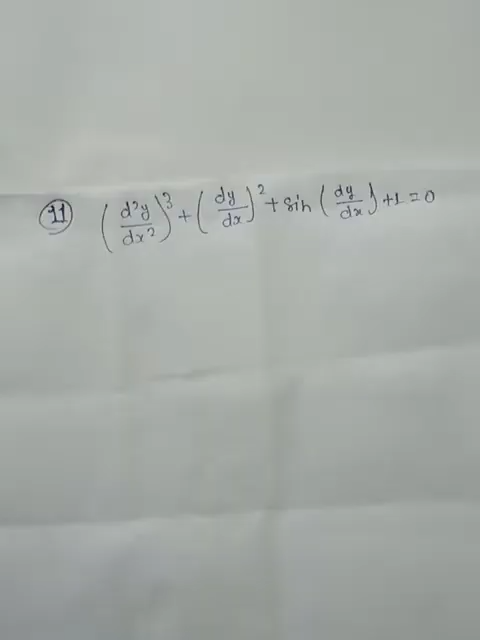 (11) (d²y/dx²)³ + (dy/dx)² + sin (dy/dx) + 1 = 0